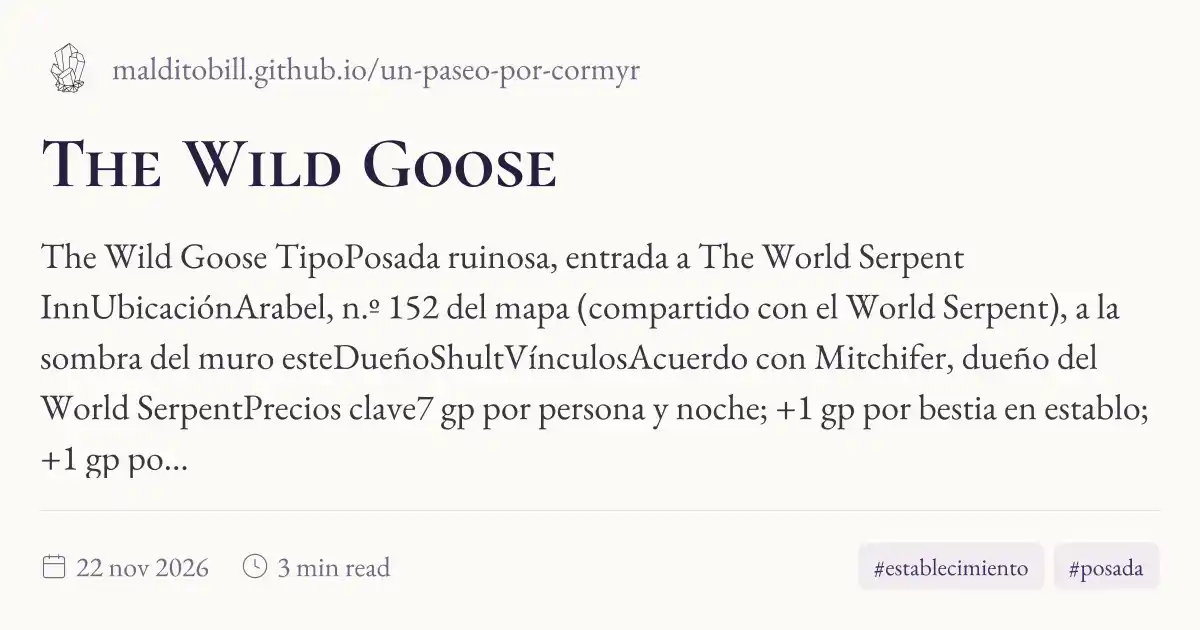 malditobill.github.io/un-paseo-por-cormyr
The Wild Goose
The Wild Goose TipoPosada ruinosa, entrada a The World Serpent
InnUbicaciónArabel, n.º 152 del mapa (compartido con el World Serpent), a la
sombra del muro esteDueñoShultVínculosAcuerdo con Mitchifer, dueño del
World SerpentPrecios clave7 gp por persona y noche; +1 gp por bestia en establo;
+1 gp po...
22 nov 2026 3 min read #establecimiento #posada